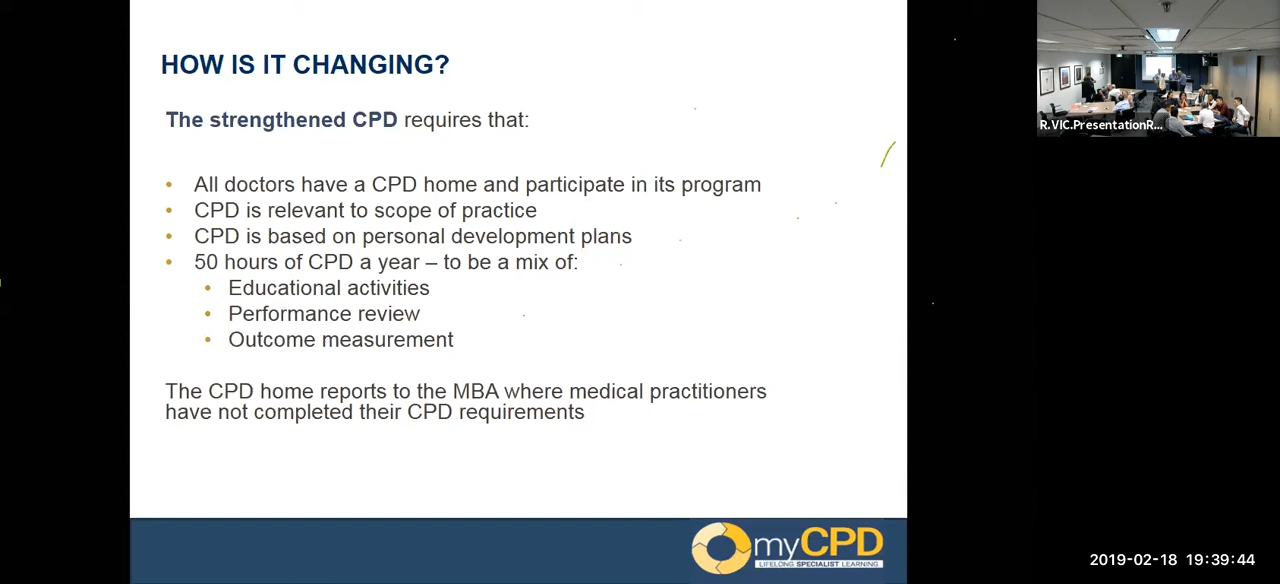 HOW IS IT CHANGING?
The strengthened CPD requires that:
• All doctors have a CPD home and participate in its program
• CPD is relevant to scope of practice
• CPD is based on personal development plans
• 50 hours of CPD a year – to be a mix of:
• Educational activities
• Performance review
• Outcome measurement
The CPD home reports to the MBA where medical practitioners
have not completed their CPD requirements
myCPD
LIFELONG SPECIALIST LEARNING
R.VIC.PresentationR...
2019-02-18 19:39:44